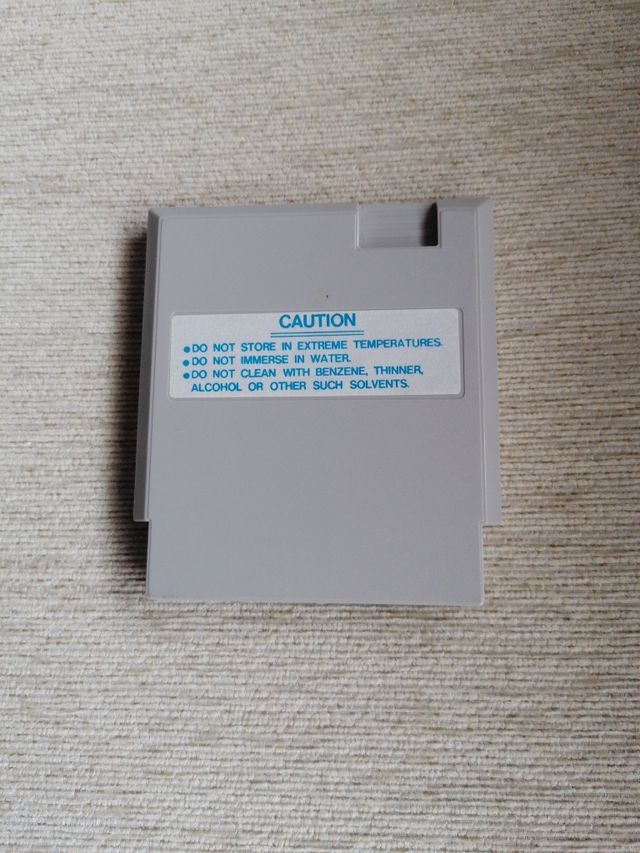 CAUTION
●DO NOT STORE IN EXTREME TEMPERATURES.
●DO NOT IMMERSE IN WATER.
●DO NOT CLEAN WITH BENZENE, THINNER,
ALCOHOL OR OTHER SUCH SOLVENTS.